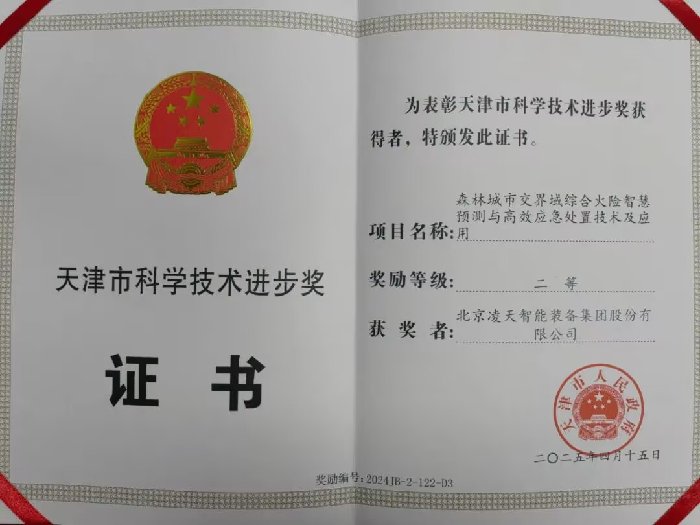 天津市科学技术进步奖
证 书
为表彰天津市科学技术进步奖获
得者，特颁发此证书。
森林城市交界域综合火险智慧
预测与高效应急处置技术及应
项目名称:用
奖励等级: 二 等
北京凌天智能装备集团股份有
获 奖 者: 限公司
天津市人民政府
二〇二五年四月十五日
奖励编号:2024JB-2-122-D3